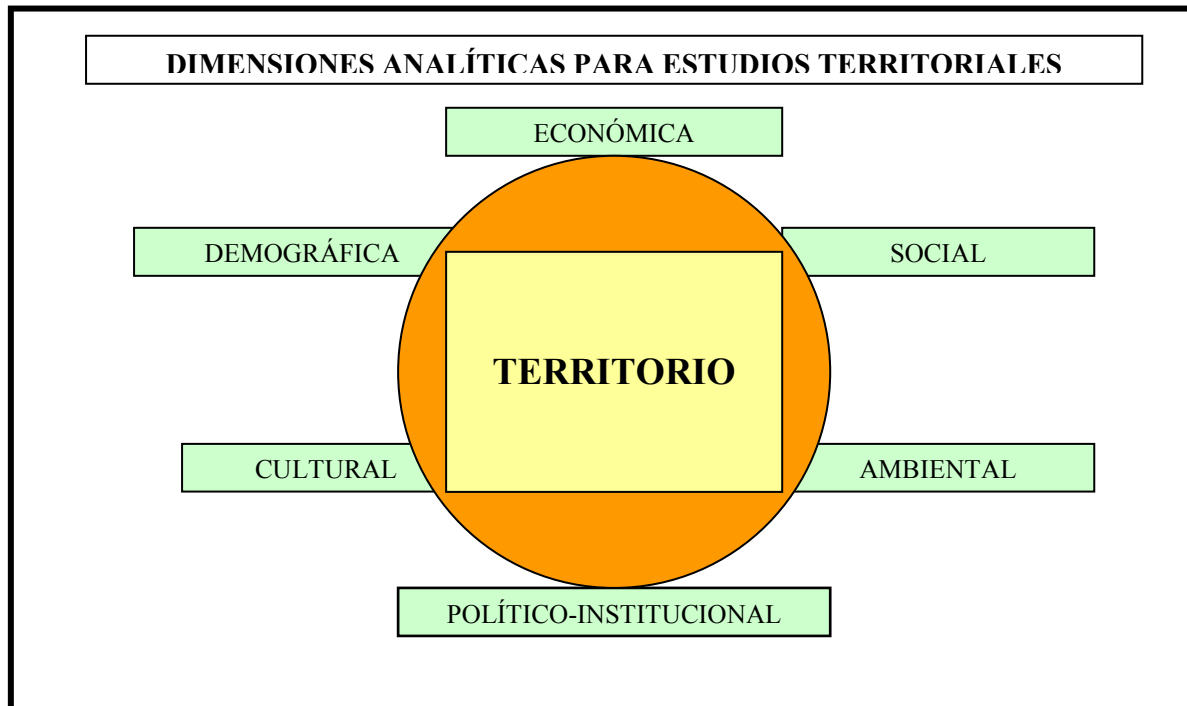 DIMENSIONES ANALÍTICAS PARA ESTUDIOS TERRITORIALES
ECONÓMICA
DEMOGRÁFICA
SOCIAL
TERRITORIO
CULTURAL
AMBIENTAL
POLÍTICO-INSTITUCIONAL